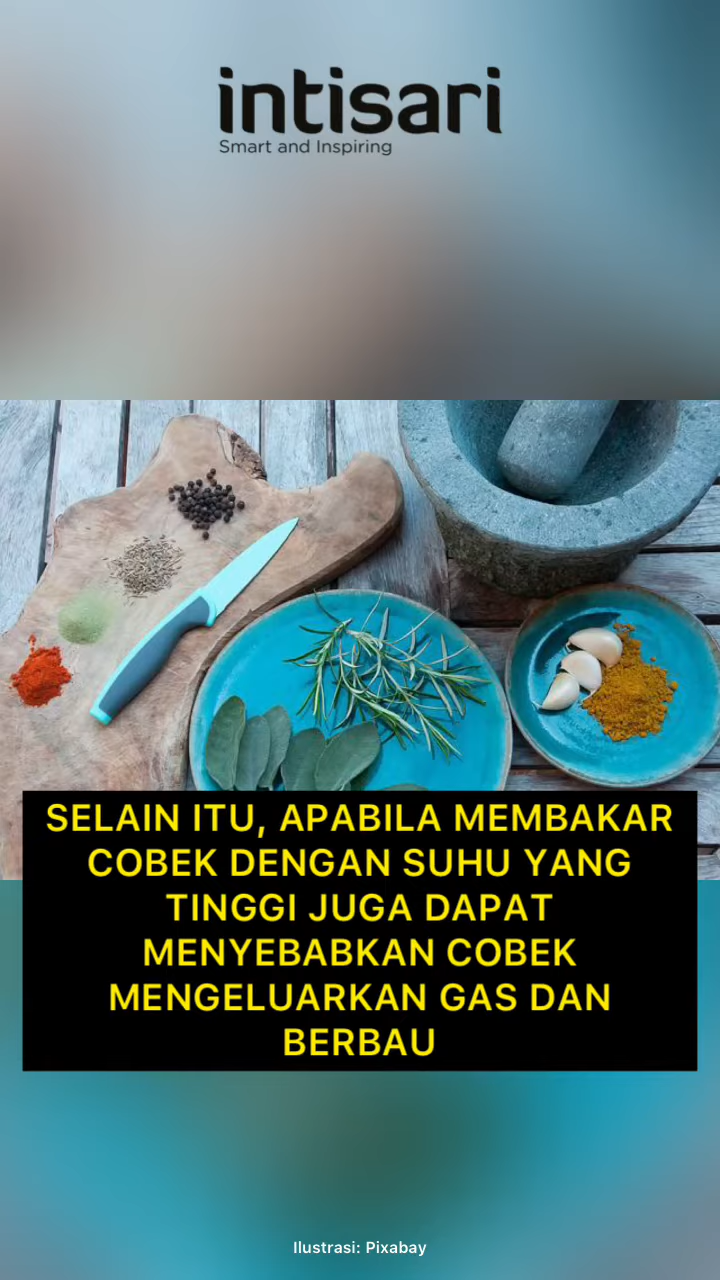 intisari
Smart and Inspiring
SELAIN ITU, APABILA MEMBAKAR
COBEK DENGAN SUHU YANG
TINGGI JUGA DAPAT
MENYEBABKAN COBEK
MENGELUARKAN GAS DAN
BERBAU
Ilustrasi: Pixabay